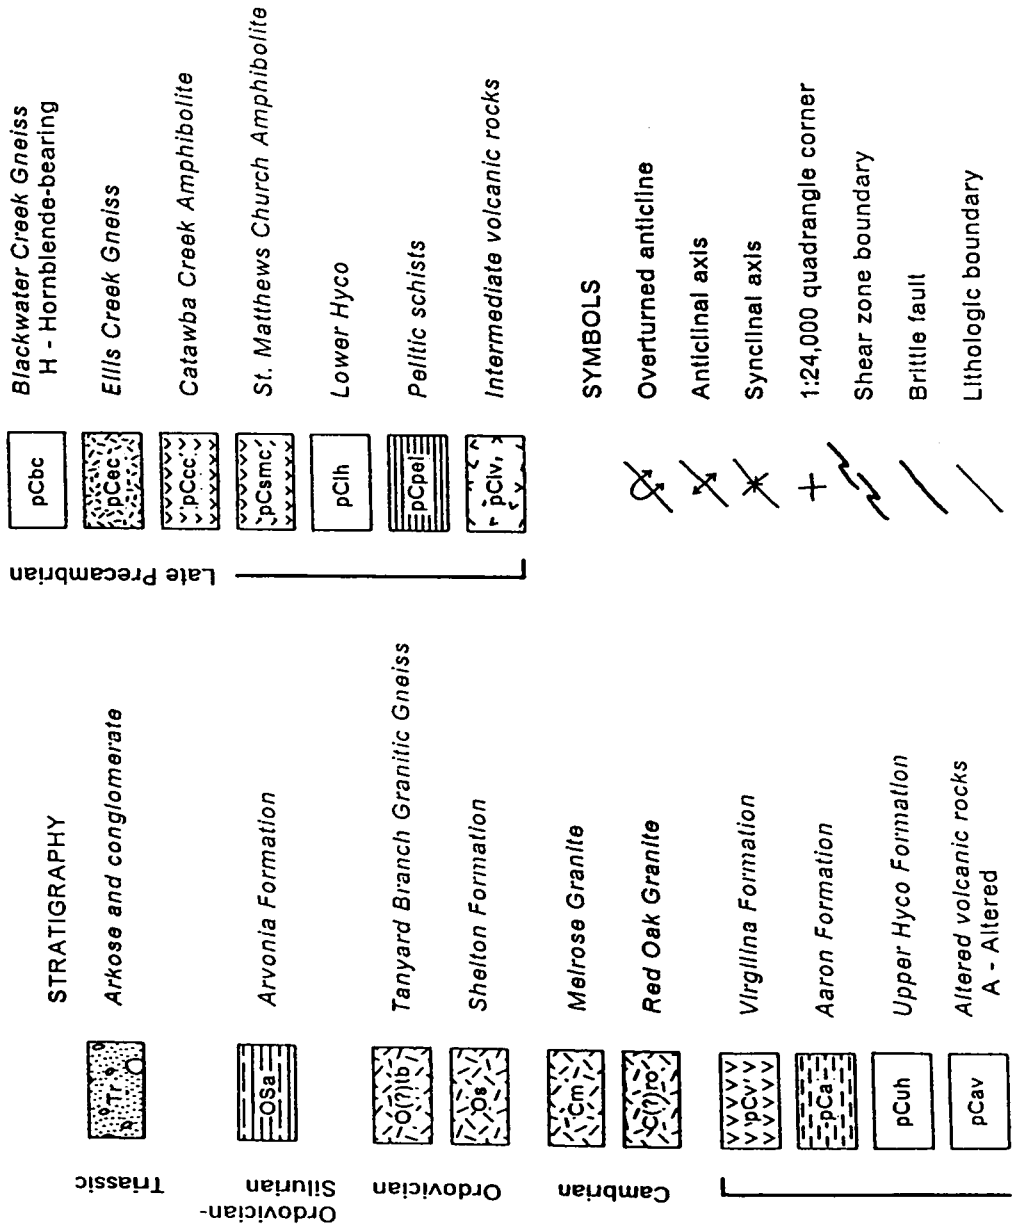 STRATIGRAPHY
Triassic
Tr
Arkose and conglomerate
Ordovician-
Silurian
OSa
Arvonia Formation
Ordovician
O(?)tb
Tanyard Branch Granitic Gneiss
Os
Shelton Formation
Cambrian
Cm
Melrose Granite
C(?)ro
Red Oak Granite
pCv
Virgilina Formation
pCa
Aaron Formation
pCuh
Upper Hyco Formation
pCav
Altered volcanic rocks
A - Altered
Late Precambrian
pCbc
Blackwater Creek Gneiss
H - Hornblende-bearing
pCec
Ellis Creek Gneiss
pCcc
Catawba Creek Amphibolite
pCsmc
St. Matthews Church Amphibolite
pClh
Lower Hyco
pCpel
Pelitic schists
pCiv
Intermediate volcanic rocks
SYMBOLS
Overturned anticline
Anticlinal axis
Synclinal axis
1:24,000 quadrangle corner
Shear zone boundary
Brittle fault
Lithologic boundary